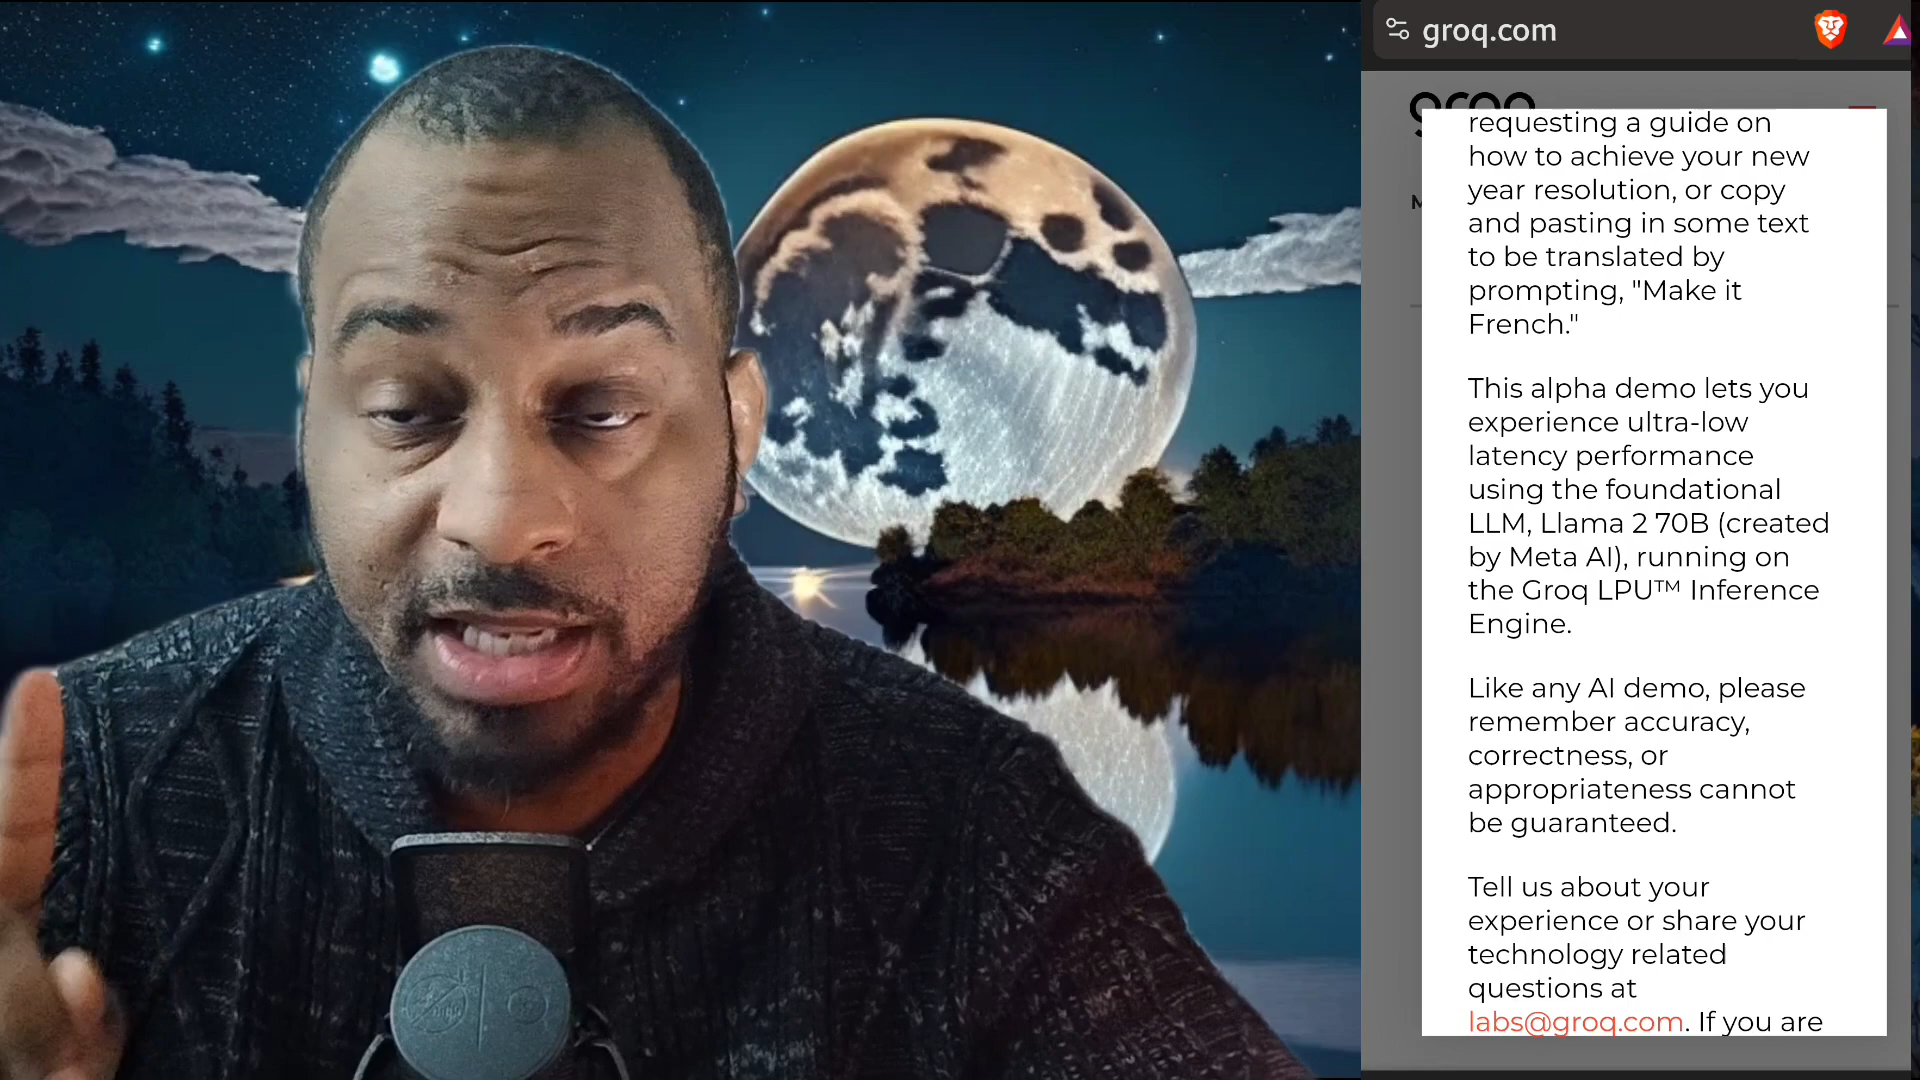 groq.com
groq
M
requesting a guide on
how to achieve your new
year resolution, or copy
and pasting in some text
to be translated by
prompting, "Make it
French."
This alpha demo lets you
experience ultra-low
latency performance
using the foundational
LLM, Llama 2 70B (created
by Meta AI), running on
the Groq LPU™ Inference
Engine.
Like any AI demo, please
remember accuracy,
correctness, or
appropriateness cannot
be guaranteed.
Tell us about your
experience or share your
technology related
questions at
labs@groq.com. If you are